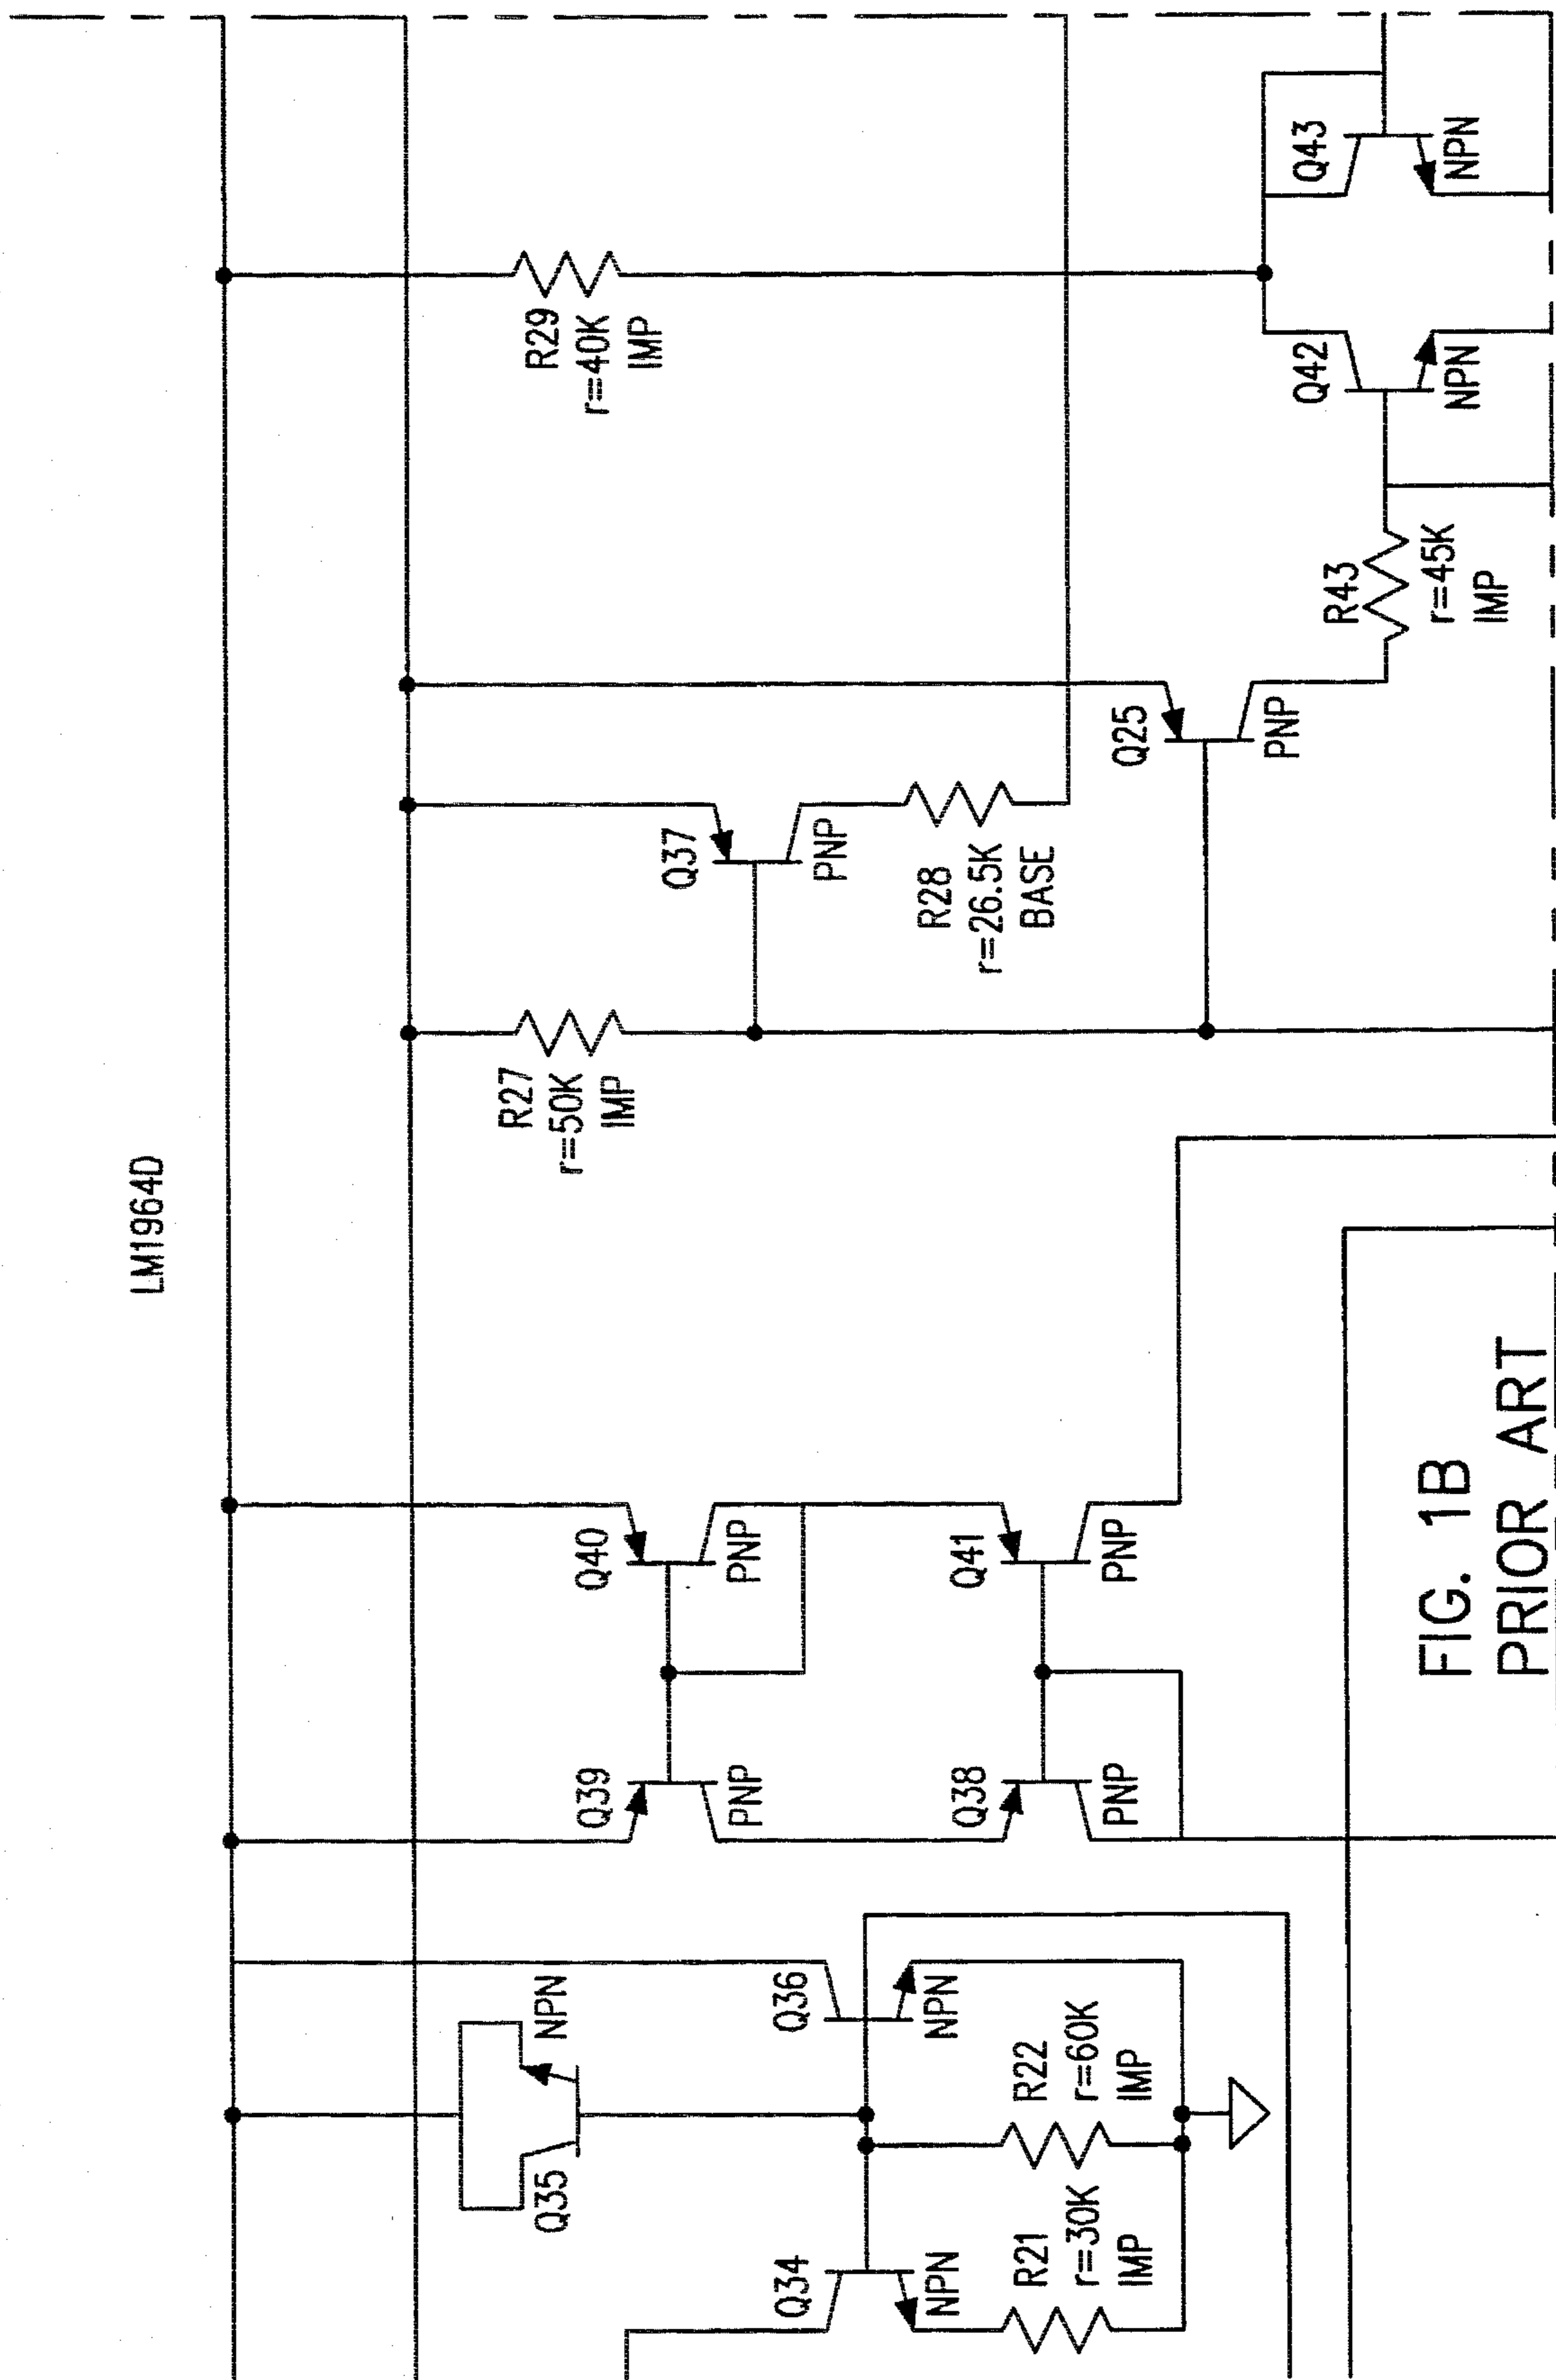 LM1964D
Q35
NPN
Q34
NPN
R21
r=30K
IMP
R22
r=60K
IMP
Q36
NPN
Q39
PNP
Q40
PNP
Q38
PNP
Q41
PNP
R27
r=50K
IMP
Q37
PNP
R28
r=26.5K
BASE
Q25
PNP
R29
r=40K
IMP
R43
r=45K
IMP
Q42
NPN
Q43
NPN
FIG. 1B
PRIOR ART